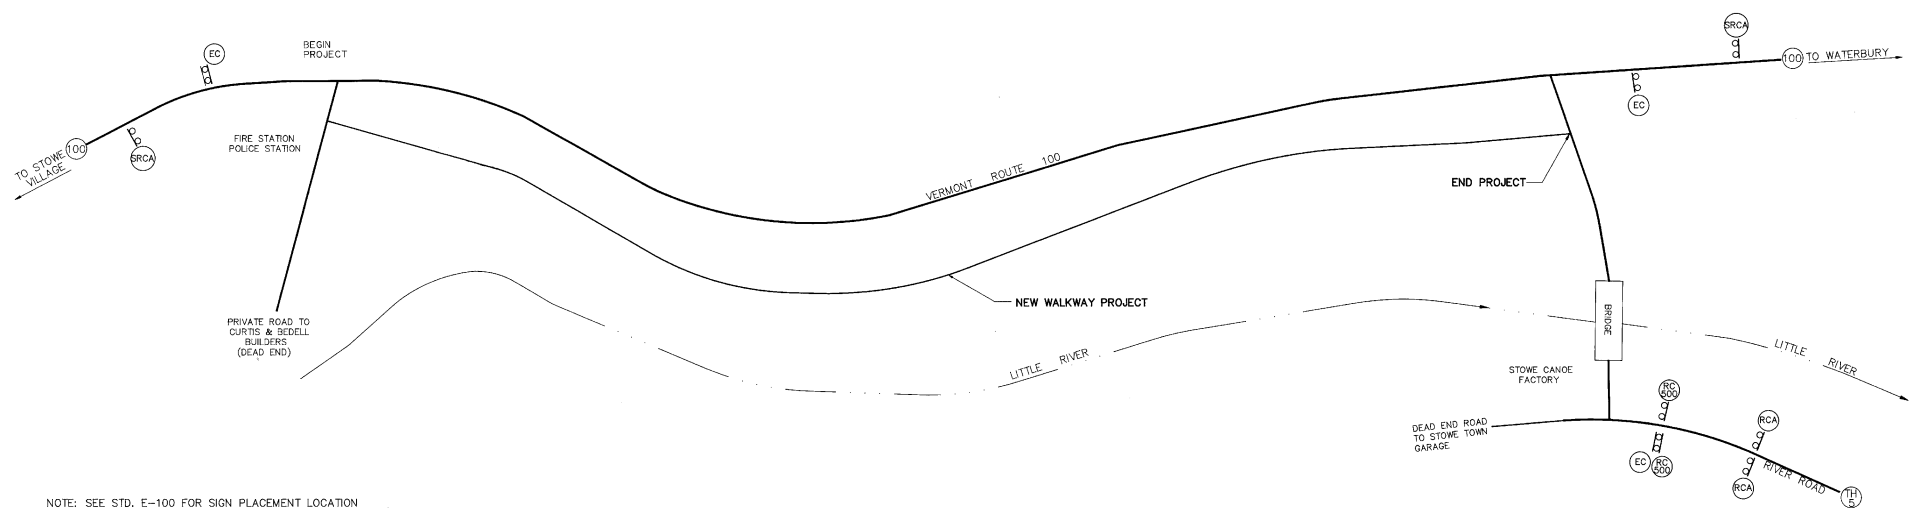 EC
BEGIN
PROJECT
SRCA
100
TO WATERBURY
EC
FIRE STATION
POLICE STATION
100
SRCA
TO STOWE
VILLAGE
VERMONT ROUTE 100
END PROJECT
NEW WALKWAY PROJECT
PRIVATE ROAD TO
CURTIS & BEDELL
BUILDERS
(DEAD END)
BRIDGE
LITTLE RIVER
LITTLE RIVER
STOWE CANOE
FACTORY
RC
500
RCA
DEAD END ROAD
TO STOWE TOWN
GARAGE
EC
RC
500
RCA
RIVER ROAD
TH
5
NOTE: SEE STD. E-100 FOR SIGN PLACEMENT LOCATION